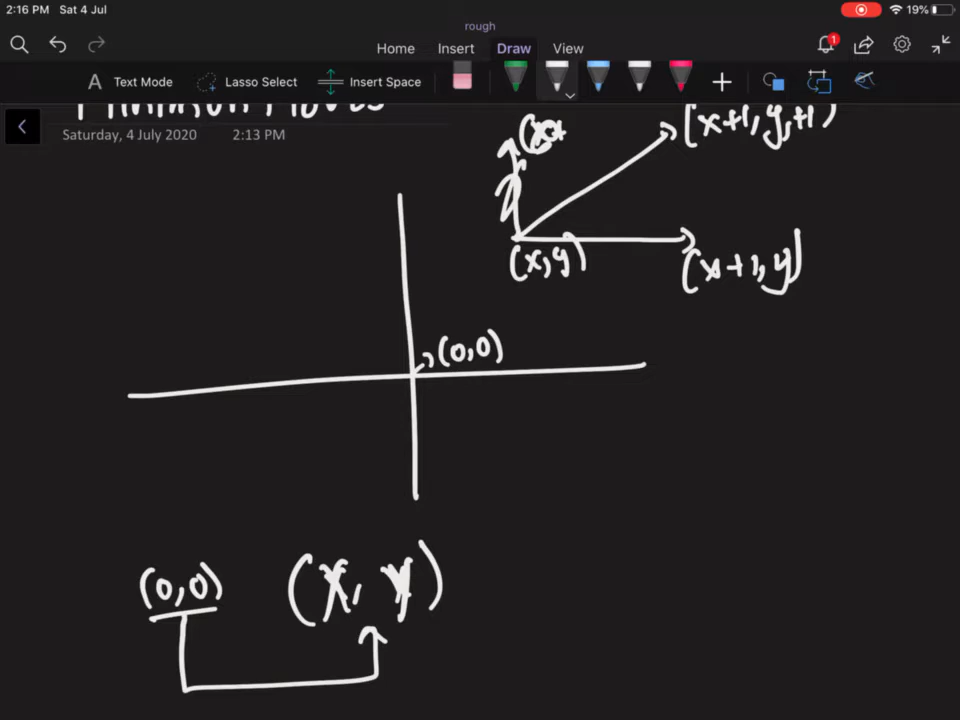 2:16 PM Sat 4 Jul 19%
rough
Home Insert Draw View
1
Text Mode Lasso Select Insert Space
Saturday, 4 July 2020 2:13 PM
(x+1, y+1)
(x+
(x,y)
(x+1, y)
(0,0)
(0,0) (X, Y)